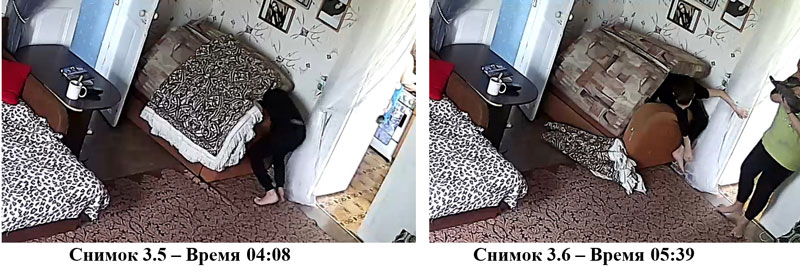 Снимок 3.5 – Время 04:08
Снимок 3.6 – Время 05:39